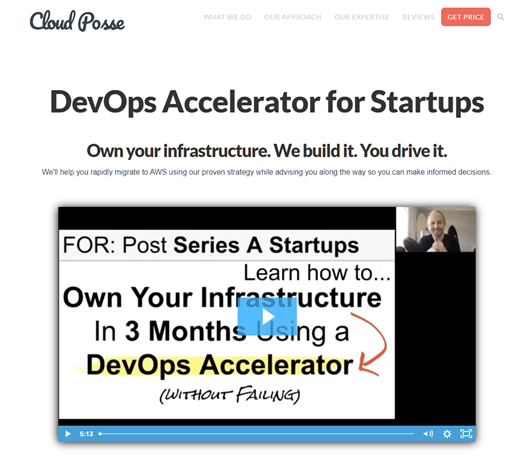 Cloud Posse
WHAT WE DO OUR APPROACH OUR EXPERTISE REVIEWS GET PRICE
DevOps Accelerator for Startups
Own your infrastructure. We build it. You drive it.
We'll help you rapidly migrate to AWS using our proven strategy while advising you along the way so you can make informed decisions.
FOR: Post Series A Startups
Learn how to...
Own Your Infrastructure
In 3 Months Using a
DevOps Accelerator
(WITHOUT FAILING)
5:13